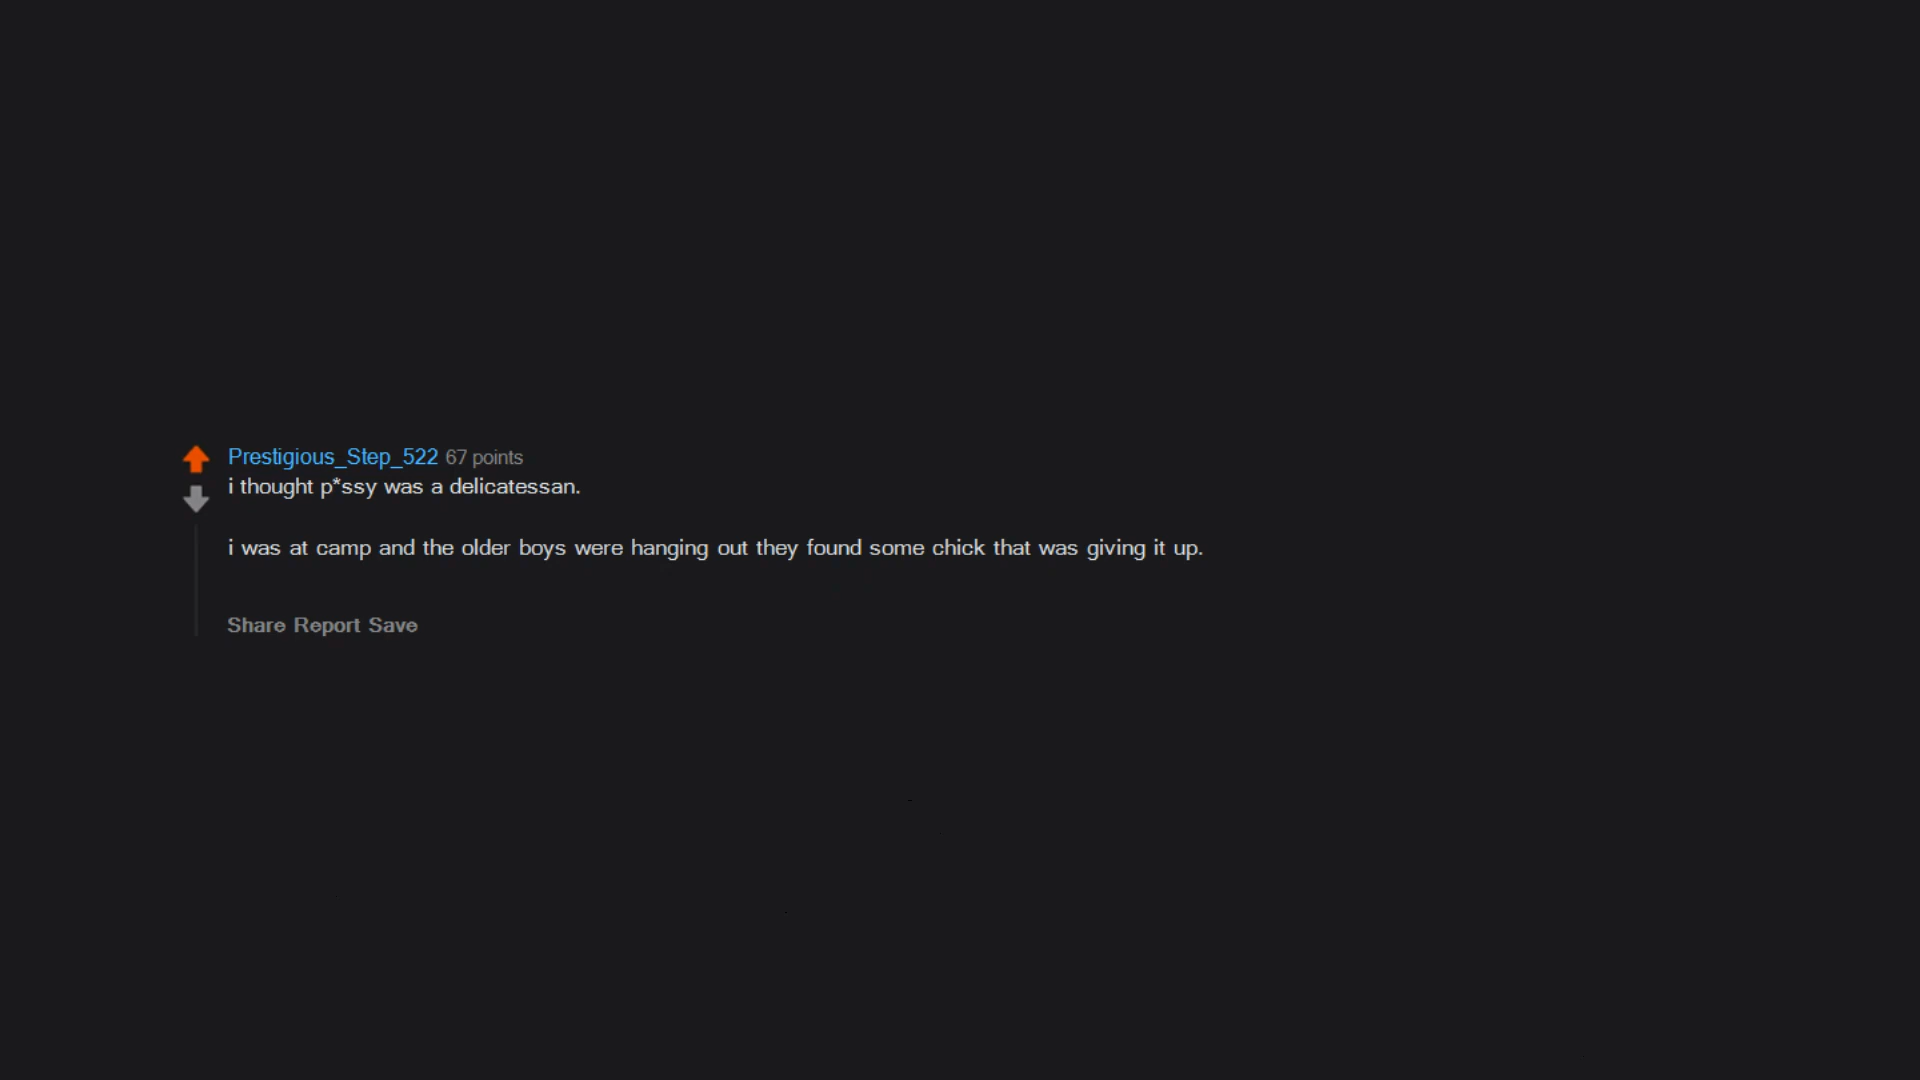 Prestigious_Step_522 67 points
i thought p*ssy was a delicatessan.
i was at camp and the older boys were hanging out they found some chick that was giving it up.
Share Report Save